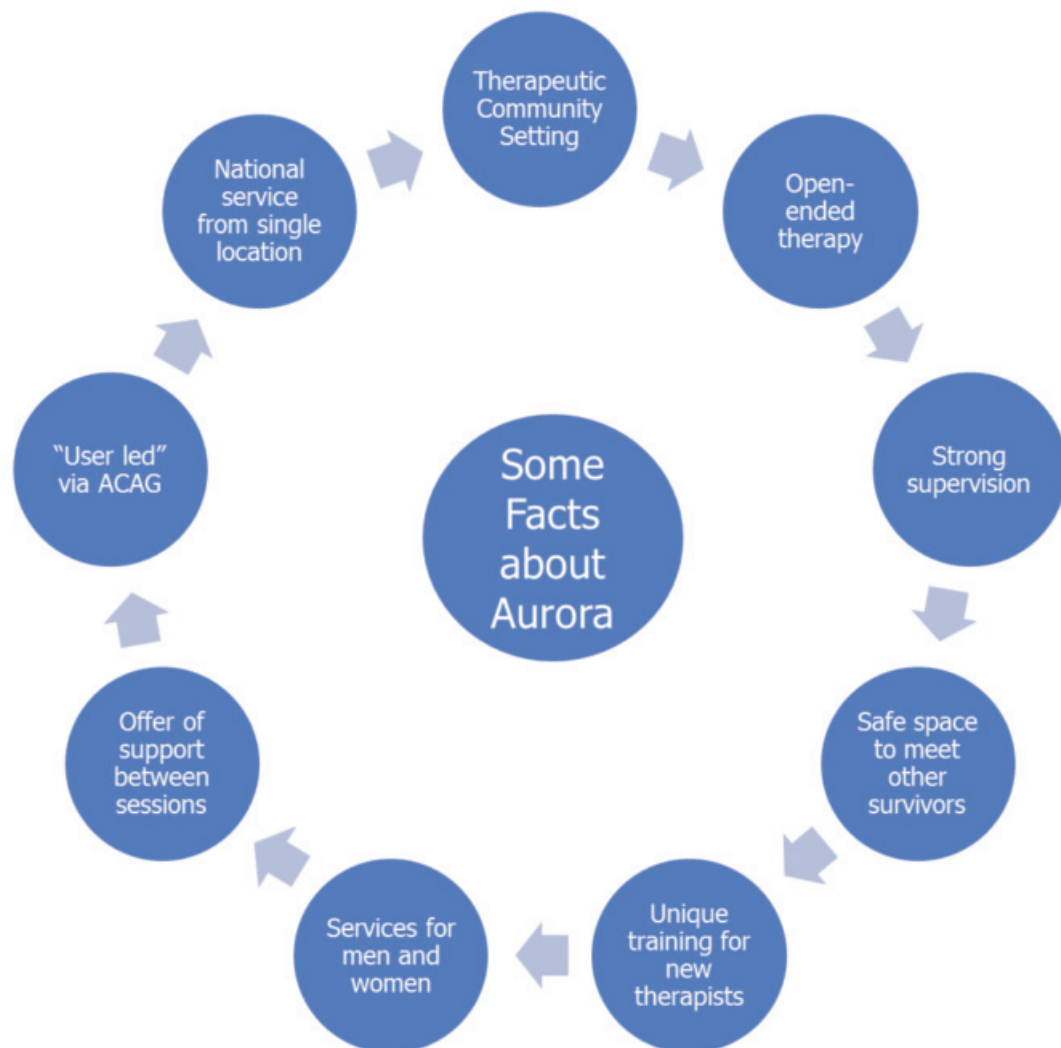 Therapeutic
Community
Setting
Open-
ended
therapy
Strong
supervision
Safe space
to meet
other
survivors
Unique
training for
new
therapists
Services for
men and
women
Offer of
support
between
sessions
“User led”
via ACAG
National
service
from single
location
Some
Facts
about
Aurora